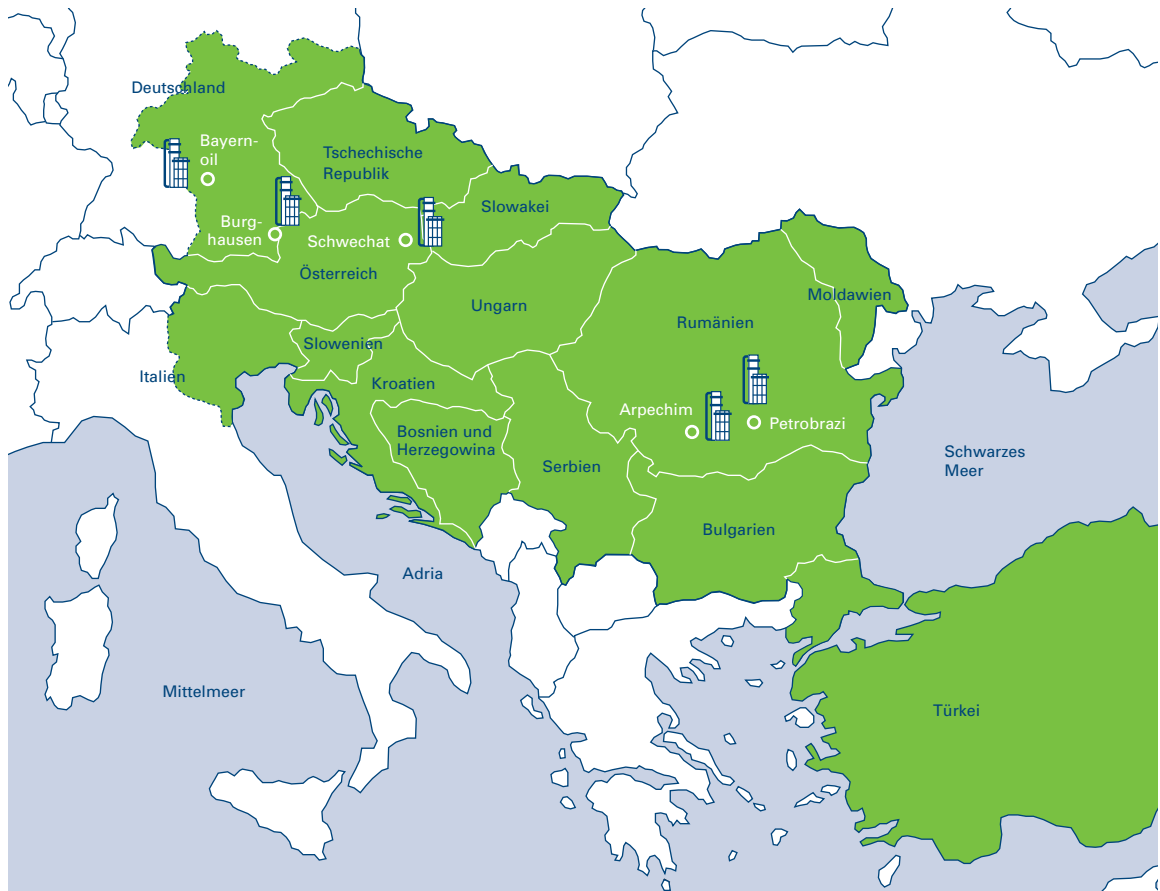 Deutschland
Bayern-
oil
Tschechische
Republik
Slowakei
Burg-
hausen
Schwechat
Österreich
Ungarn
Moldawien
Rumänien
Slowenien
Italien
Kroatien
Arpechim
Petrobrazi
Bosnien und
Herzegowina
Serbien
Schwarzes
Meer
Bulgarien
Adria
Mittelmeer
Türkei